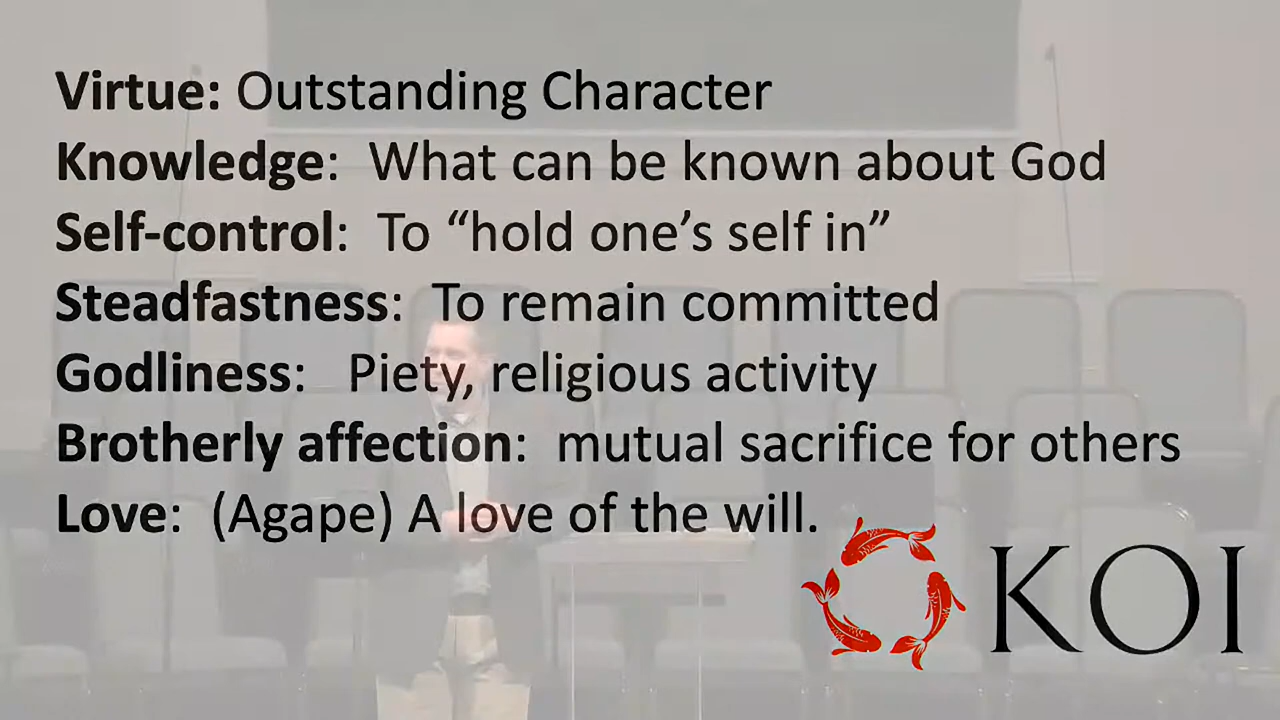 Virtue: Outstanding Character
Knowledge: What can be known about God
Self-control: To “hold one’s self in”
Steadfastness: To remain committed
Godliness: Piety, religious activity
Brotherly affection: mutual sacrifice for others
Love: (Agape) A love of the will.
KOI